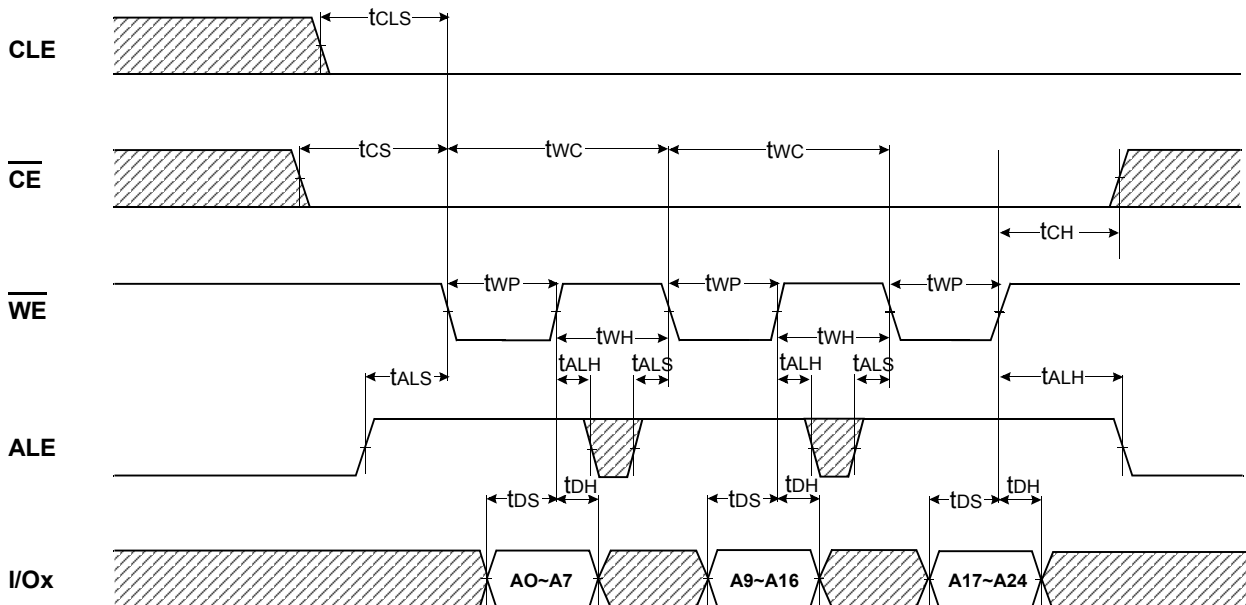 tCLS
CLE
tCS tWC tWC
CE
tCH
tWP tWP tWP
WE
tWH tWH
tALS tALH tALS tALH tALS tALH
ALE
tDS tDH tDS tDH tDS tDH
I/Ox AO~A7 A9~A16 A17~A24